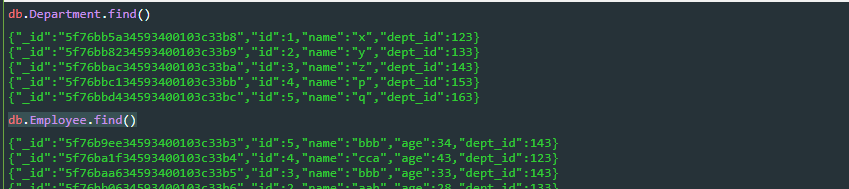 db.Department.find()
{"_id":"5f76bb5a34593400103c33b8","id":1,"name":"x","dept_id":123}
{"_id":"5f76bb8234593400103c33b9","id":2,"name":"y","dept_id":133}
{"_id":"5f76bbac34593400103c33ba","id":3,"name":"z","dept_id":143}
{"_id":"5f76bbc134593400103c33bb","id":4,"name":"p","dept_id":153}
{"_id":"5f76bbd434593400103c33bc","id":5,"name":"q","dept_id":163}
db.Employee.find()
{"_id":"5f76b9ee34593400103c33b3","id":5,"name":"bbb","age":34,"dept_id":143}
{"_id":"5f76ba1f34593400103c33b4","id":4,"name":"cca","age":43,"dept_id":123}
{"_id":"5f76baa634593400103c33b5","id":3,"name":"bbb","age":33,"dept_id":143}
{"_id":"5f76bb0634593400103c33b6","id":2,"name":"aab","age":28,"dept_id":133}